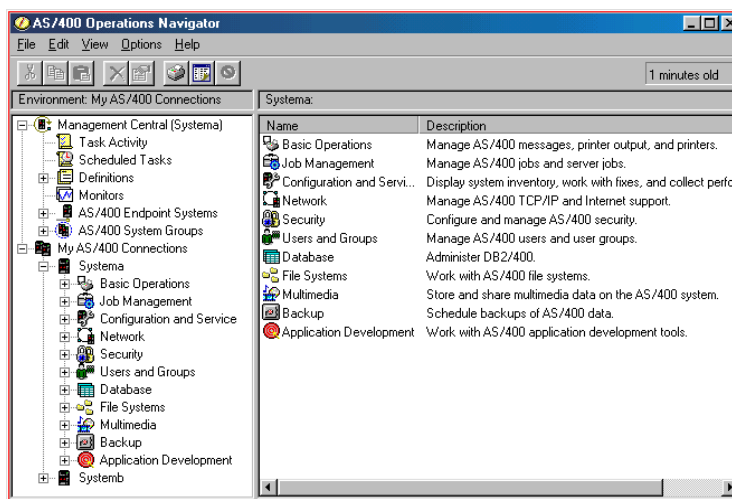 AS/400 Operations Navigator
File Edit View Options Help
1 minutes old
Environment: My AS/400 Connections
Systema:
Management Central (Systema)
Task Activity
Scheduled Tasks
Definitions
Monitors
AS/400 Endpoint Systems
AS/400 System Groups
My AS/400 Connections
Systema
Basic Operations
Job Management
Configuration and Service
Network
Security
Users and Groups
Database
File Systems
Multimedia
Backup
Application Development
Systemb
Name Description
Basic Operations Manage AS/400 messages, printer output, and printers.
Job Management Manage AS/400 jobs and server jobs.
Configuration and Servi... Display system inventory, work with fixes, and collect perfo
Network Manage AS/400 TCP/IP and Internet support.
Security Configure and manage AS/400 security.
Users and Groups Manage AS/400 users and user groups.
Database Administer DB2/400.
File Systems Work with AS/400 file systems.
Multimedia Store and share multimedia data on the AS/400 system.
Backup Schedule backups of AS/400 data.
Application Development Work with AS/400 application development tools.